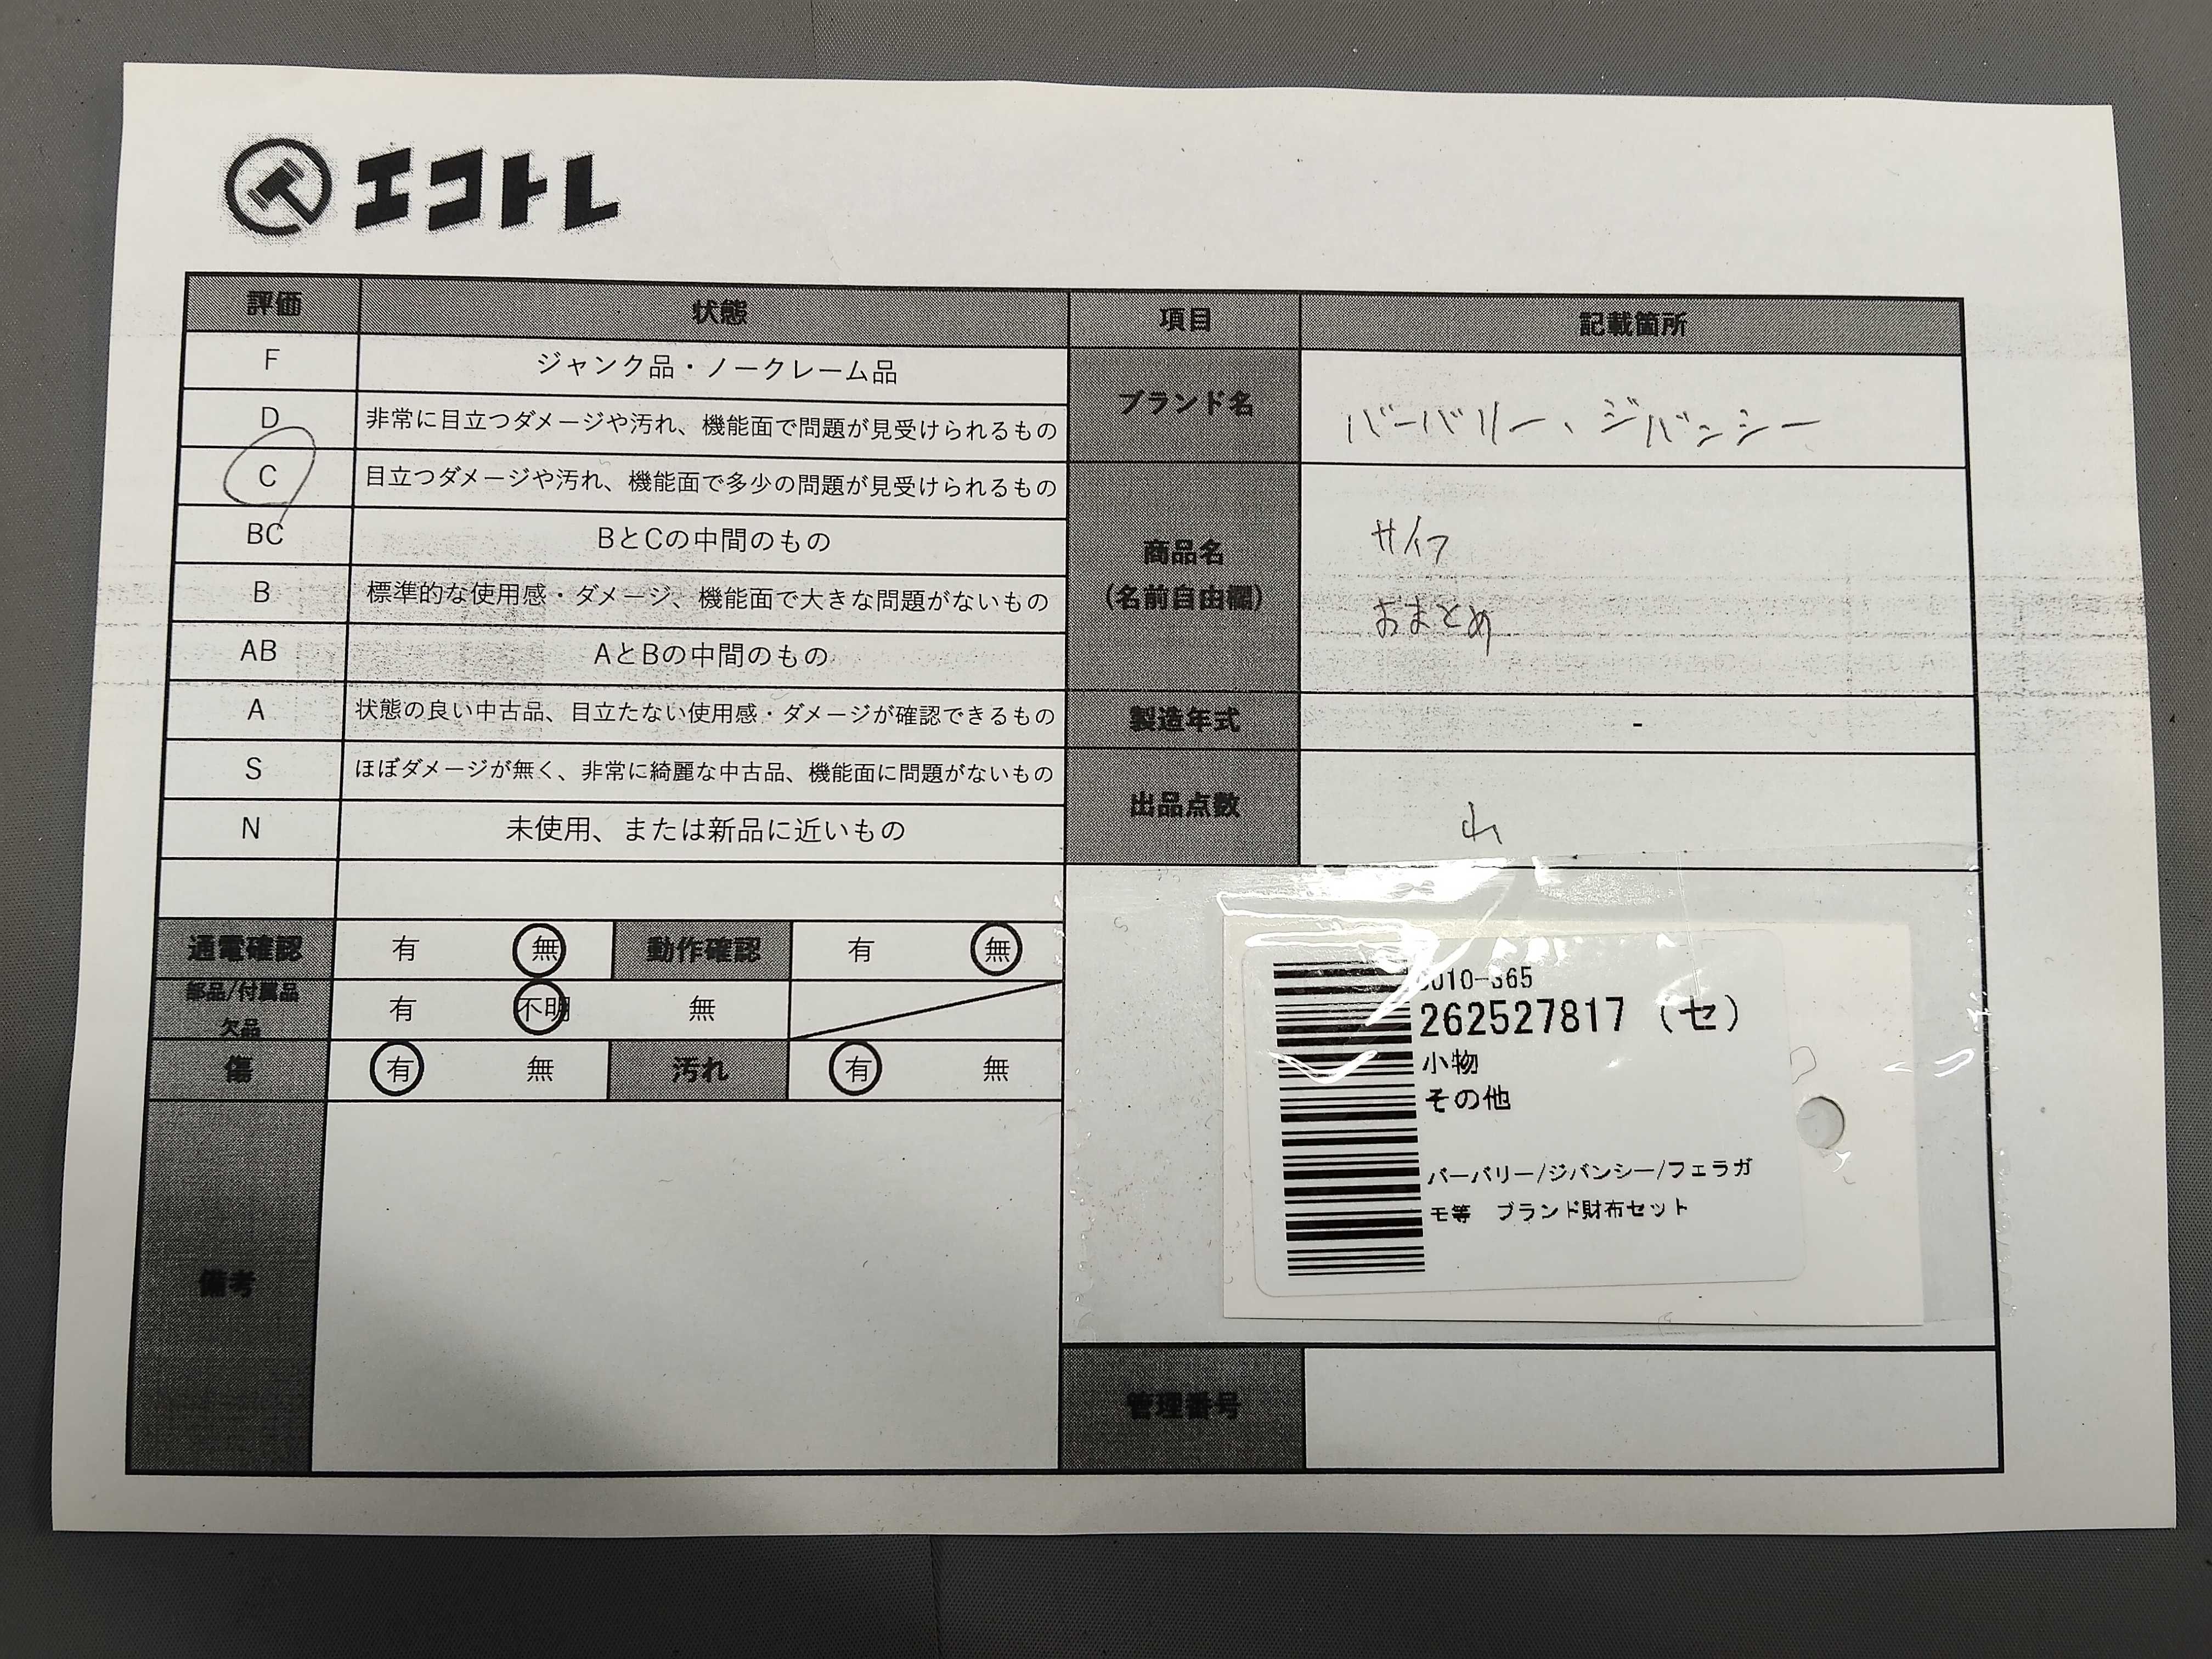 エコトレ
評価 状態 項目 記載箇所
F ジャンク品・ノークレーム品
D 非常に目立つダメージや汚れ、機能面で問題が見受けられるもの
C 目立つダメージや汚れ、機能面で多少の問題が見受けられるもの
BC BとCの中間のもの
B 標準的な使用感・ダメージ、機能面で大きな問題がないもの
AB AとBの中間のもの
A 状態の良い中古品、目立たない使用感・ダメージが確認できるもの
S ほぼダメージが無く、非常に綺麗な中古品、機能面に問題がないもの
N 未使用、または新品に近いもの
ブランド名 バーバリー、ジバンシー
商品名
(名前自由欄)
サイフ
おまとめ
製造年式 -
出品点数
通電確認 有 無 動作確認 有 無
部品/付属品
欠品
有 不明 無
傷 有 無 汚れ 有 無
備考
262527817 (セ)
小物
その他
バーバリー/ジバンシー/フェラガ
モ等 ブランド財布セット
管理番号